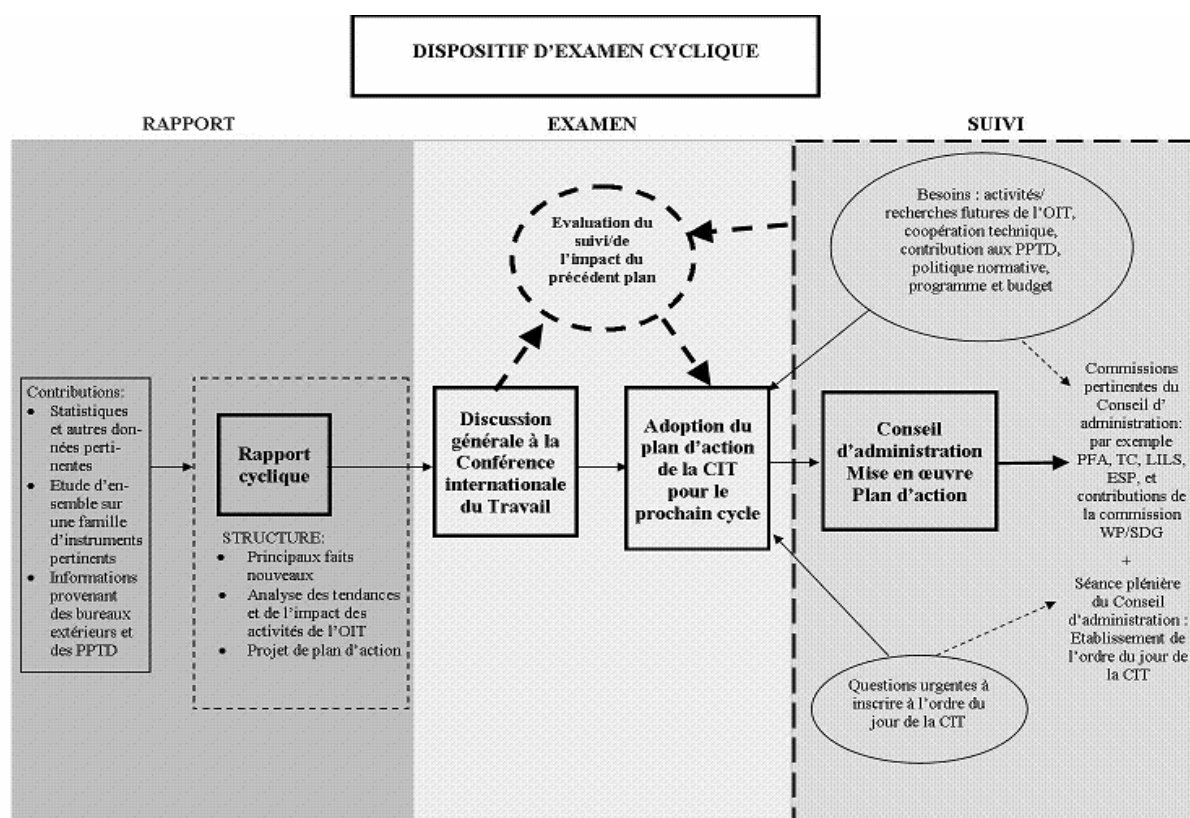 DISPOSITIF D’EXAMEN CYCLIQUE
RAPPORT
EXAMEN
SUIVI
Contributions:
● Statistiques
et autres don-
nées perti-
nentes
● Etude d’en-
semble sur
une famille
d’instruments
pertinents
● Informations
provenant
des bureaux
extérieurs et
des PPTD
Rapport
cyclique
STRUCTURE:
● Principaux faits
nouveaux
● Analyse des tendances
et de l’impact des
activités de l’OIT
● Projet de plan d’action
Evaluation du
suivi/de
l’impact du
précédent plan
Discussion
générale à la
Conférence
internationale
du Travail
Adoption du
plan d’action
de la CIT
pour le
prochain cycle
Besoins : activités/
recherches futures de l’OIT,
coopération technique,
contribution aux PPTD,
politique normative,
programme et budget
Conseil
d’administration
Mise en œuvre
Plan d’action
Commissions
pertinentes du
Conseil d’
administration:
par exemple
PFA, TC, LILS,
ESP, et
contributions de
la commission
WP/SDG
+
Séance plénière
du Conseil
d’administration :
Etablissement de
l’ordre du jour de
la CIT
Questions urgentes à
inscrire à l’ordre du
jour de la CIT